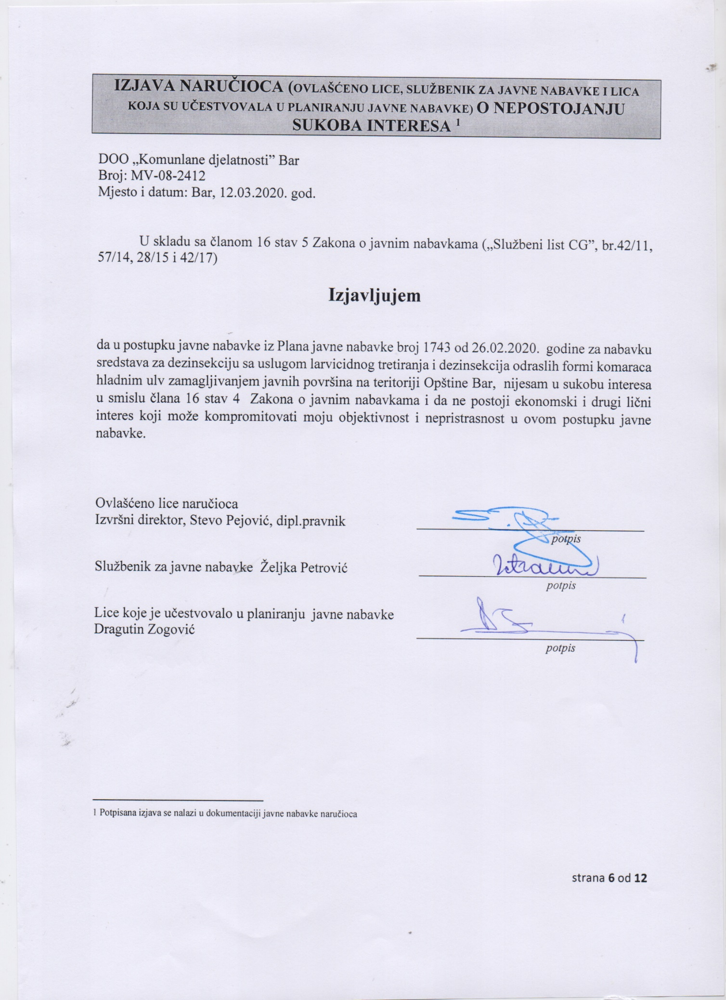 IZJAVA NARUČIOCA (OVLAŠĆENO LICE, SLUŽBENIK ZA JAVNE NABAVKE I LICA
KOJA SU UČESTVOVALA U PLANIRANJU JAVNE NABAVKE) O NEPOSTOJANJU
SUKOBA INTERESA 1
DOO „Komunlane djelatnosti” Bar
Broj: MV-08-2412
Mjesto i datum: Bar, 12.03.2020. god.
U skladu sa članom 16 stav 5 Zakona o javnim nabavkama („Službeni list CG”, br.42/11,
57/14, 28/15 i 42/17)
Izjavljujem
da u postupku javne nabavke iz Plana javne nabavke broj 1743 od 26.02.2020. godine za nabavku
sredstava za dezinsekciju sa uslugom larvicidnog tretiranja i dezinsekcija odraslih formi komaraca
hladnim ulv zamagljivanjem javnih površina na teritoriji Opštine Bar, nijesam u sukobu interesa
u smislu člana 16 stav 4 Zakona o javnim nabavkama i da ne postoji ekonomski i drugi lični
interes koji može kompromitovati moju objektivnost i nepristrasnost u ovom postupku javne
nabavke.
Ovlašćeno lice naručioca
Izvršni direktor, Stevo Pejović, dipl.pravnik
potpis
Službenik za javne nabavke Željka Petrović
potpis
Lice koje je učestvovalo u planiranju javne nabavke
Dragutin Zogović
potpis
1 Potpisana izjava se nalazi u dokumentaciji javne nabavke naručioca
strana 6 od 12